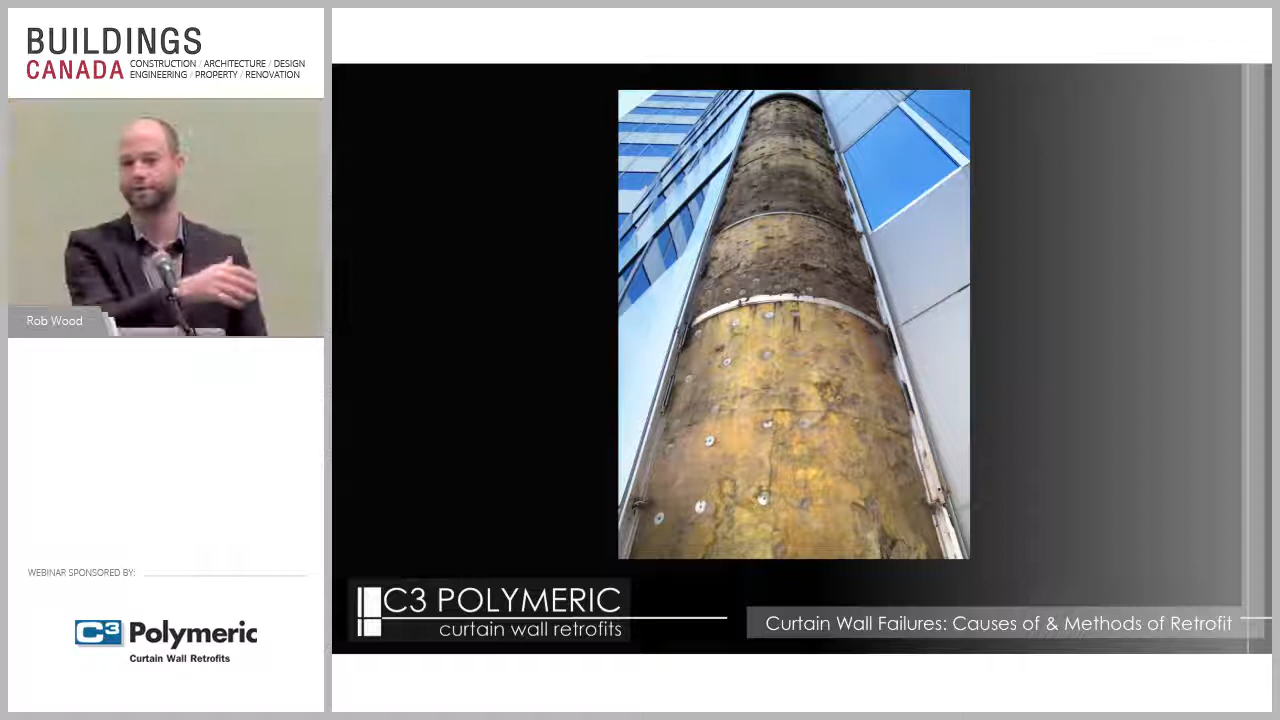 BUILDINGS
CANADA
CONSTRUCTION / ARCHITECTURE / DESIGN
ENGINEERING / PROPERTY / RENOVATION
Rob Wood
WEBINAR SPONSORED BY:
C3 Polymeric
Curtain Wall Retrofits
C3 POLYMERIC
curtain wall retrofits
Curtain Wall Failures: Causes of & Methods of Retrofit